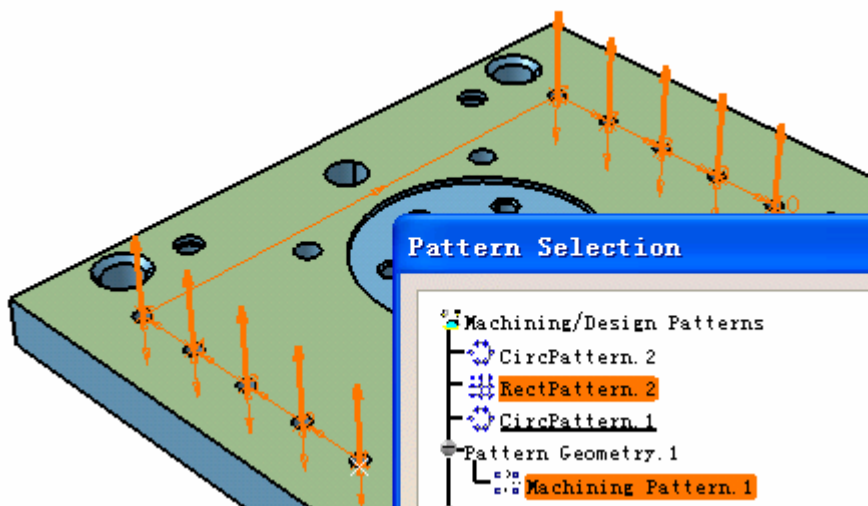 Pattern Selection
Machining/Design Patterns
CircPattern.2
RectPattern.2
CircPattern.1
Pattern Geometry.1
Machining Pattern.1